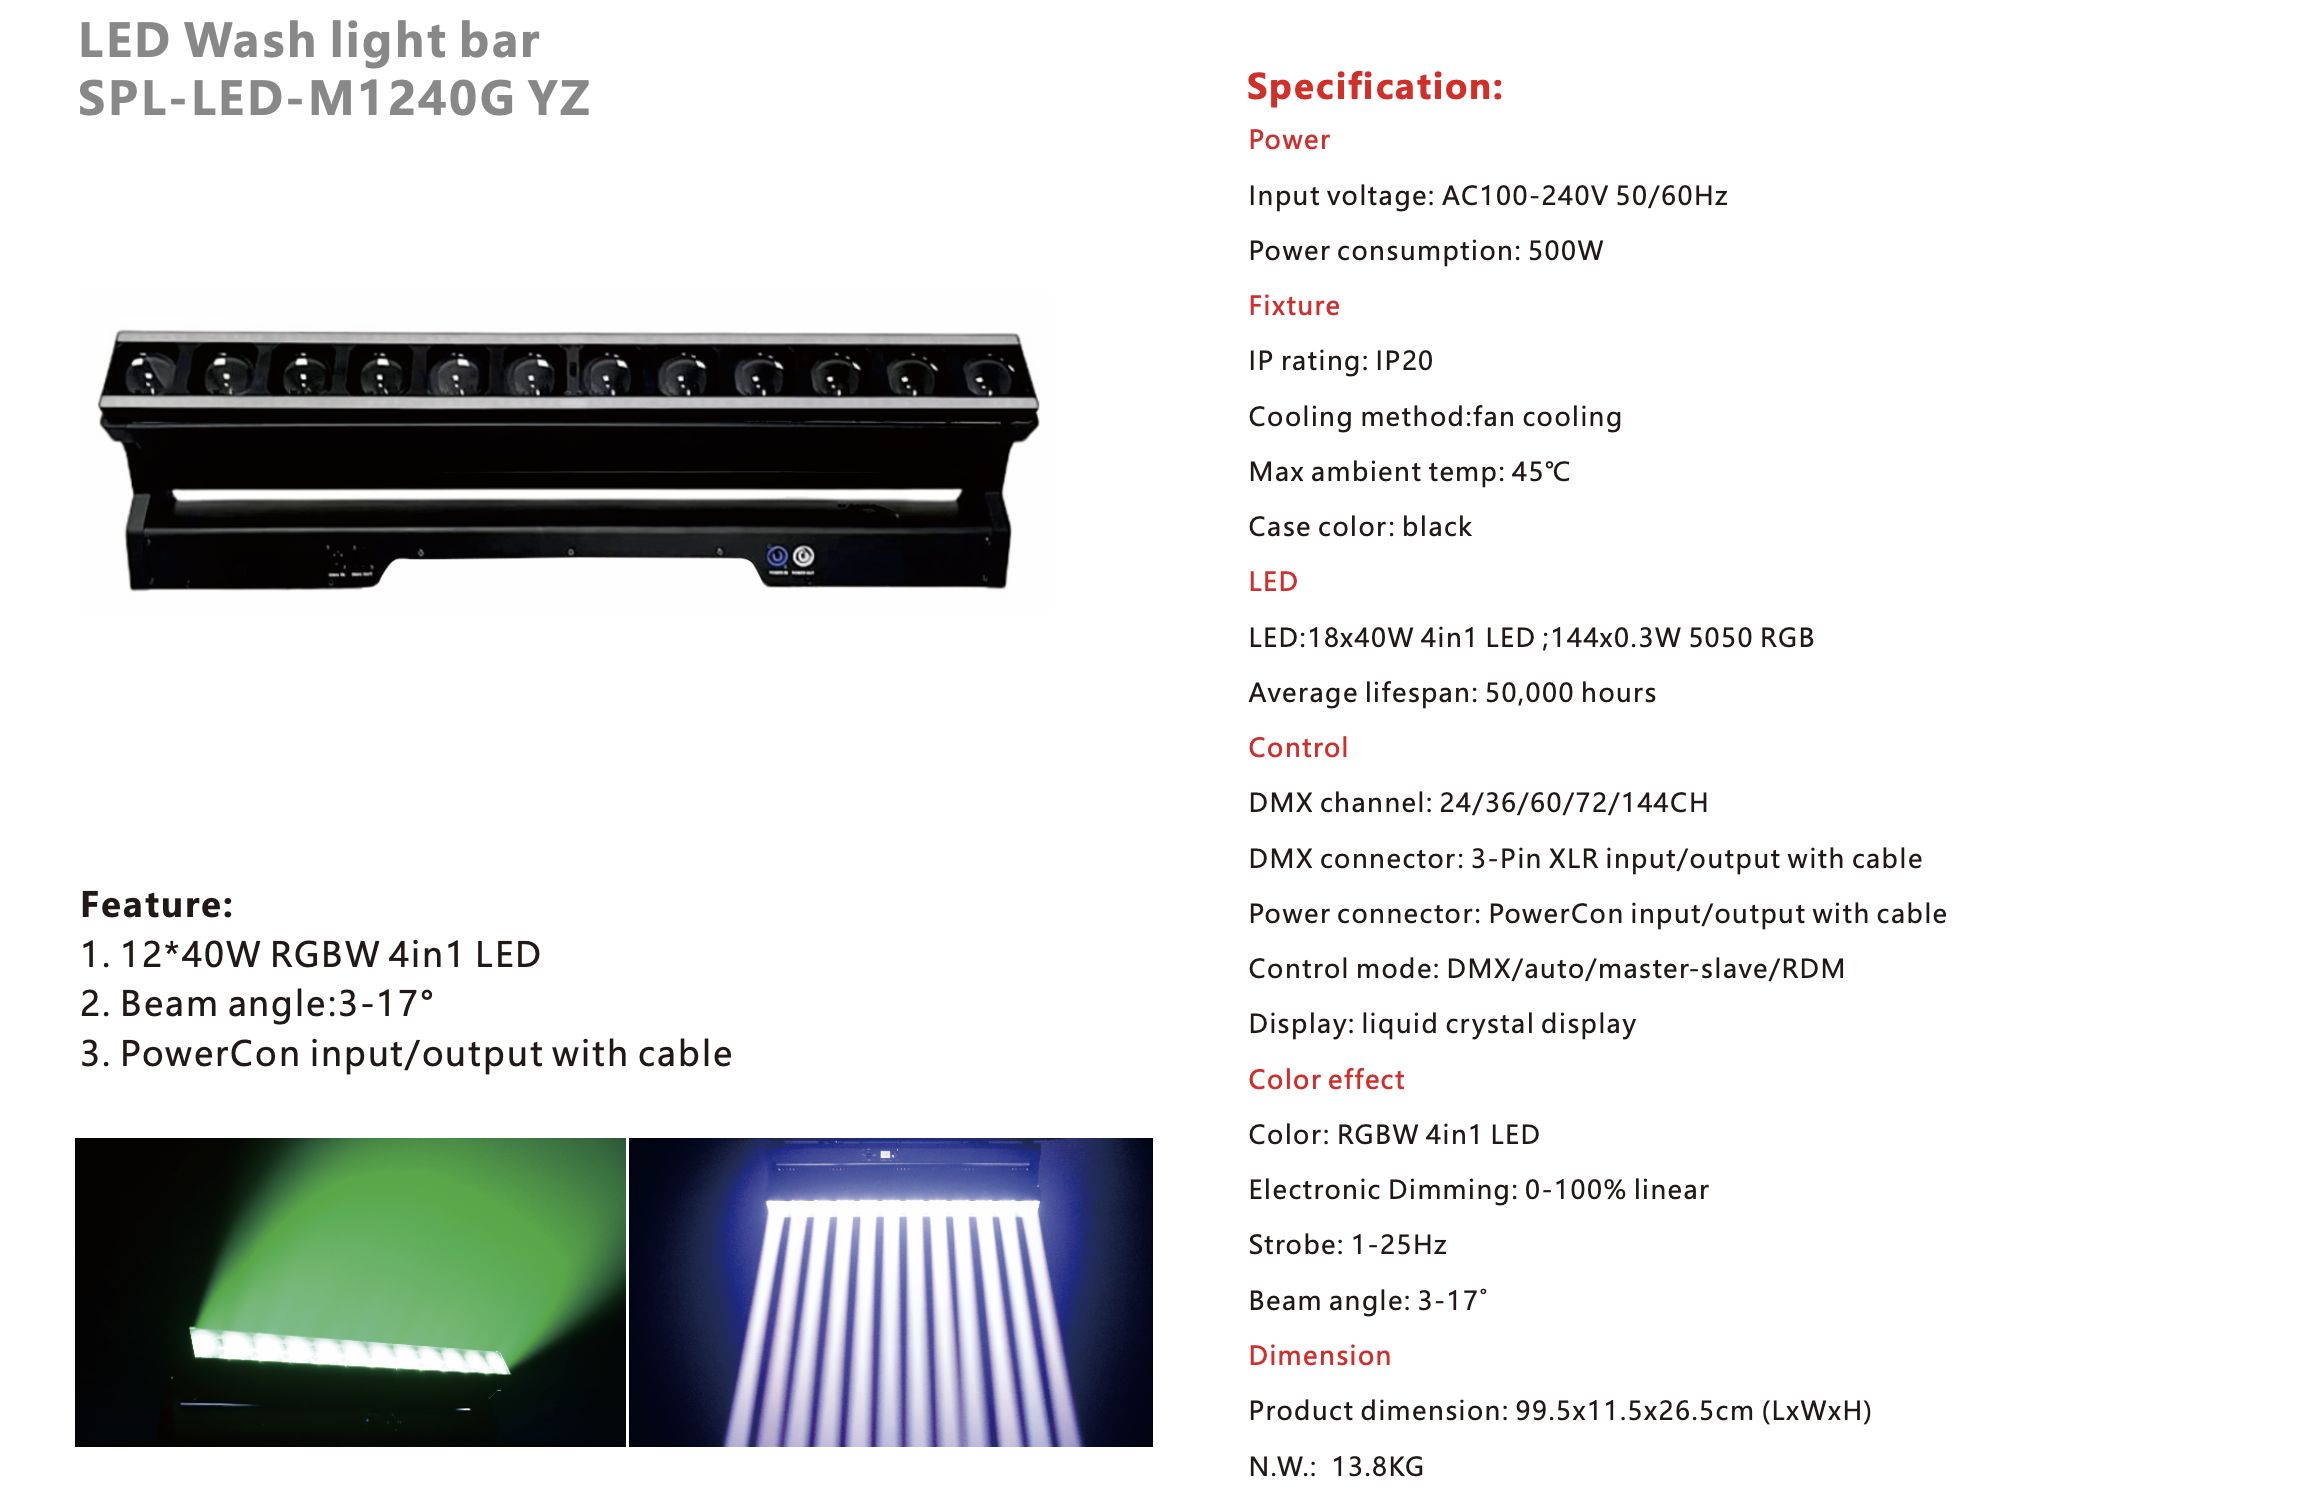 LED Wash light bar
SPL-LED-M1240G YZ
Feature:
1. 12*40W RGBW 4in1 LED
2. Beam angle:3-17°
3. PowerCon input/output with cable
Specification:
Power
Input voltage: AC100-240V 50/60Hz
Power consumption: 500W
Fixture
IP rating: IP20
Cooling method:fan cooling
Max ambient temp: 45℃
Case color: black
LED
LED:18x40W 4in1 LED ;144x0.3W 5050 RGB
Average lifespan: 50,000 hours
Control
DMX channel: 24/36/60/72/144CH
DMX connector: 3-Pin XLR input/output with cable
Power connector: PowerCon input/output with cable
Control mode: DMX/auto/master-slave/RDM
Display: liquid crystal display
Color effect
Color: RGBW 4in1 LED
Electronic Dimming: 0-100% linear
Strobe: 1-25Hz
Beam angle: 3-17°
Dimension
Product dimension: 99.5x11.5x26.5cm (LxWxH)
N.W.: 13.8KG